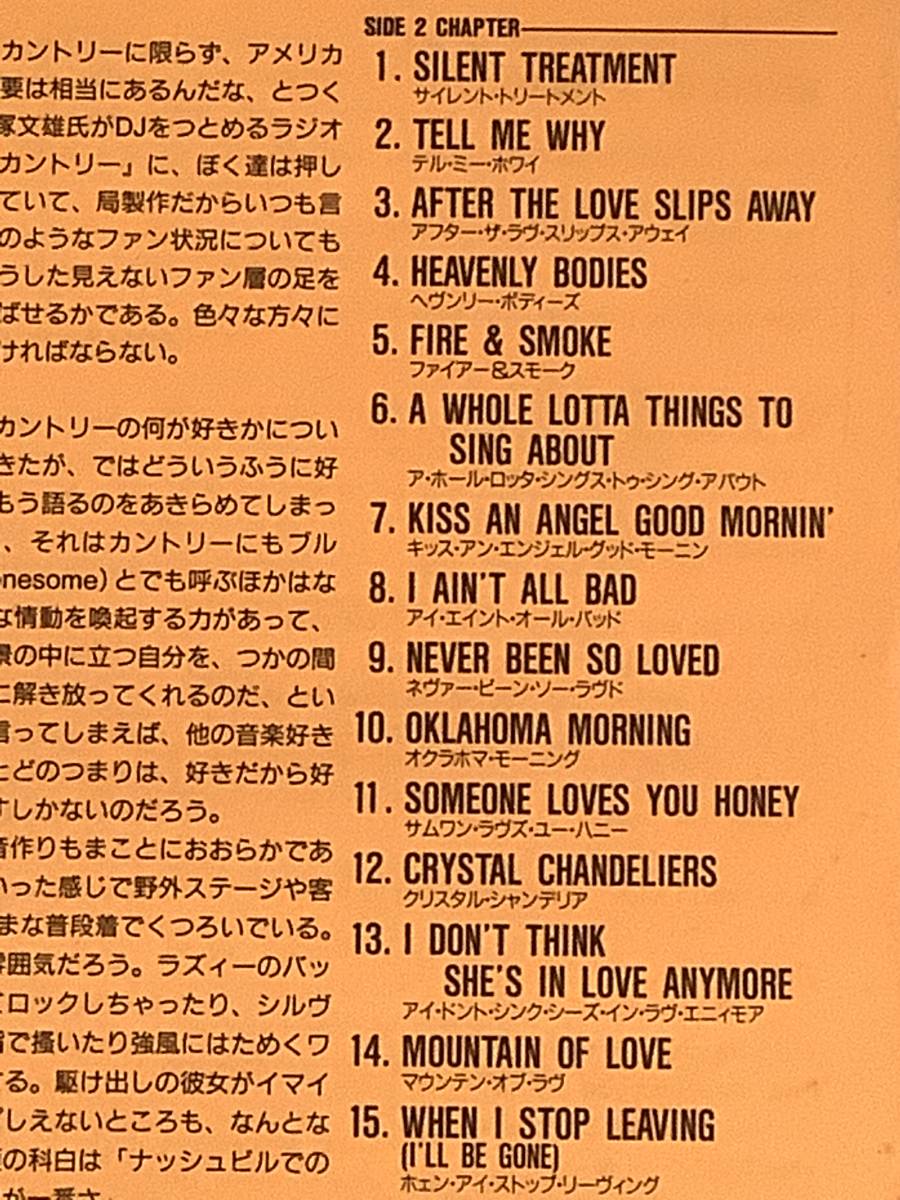 カントリーに限らず、アメリカ
要は相当にあるんだな、とつく
塚文雄氏がDJをつとめるラジオ
カントリー」に、ぼく達は押し
ていて、局製作だからいつも言
のようなファン状況についても
うした見えないファン層の足を
ばせるかである。色々な方々に
ければならない。
カントリーの何が好きかについ
きたが、ではどういうふうに好
もう語るのをあきらめてしまっ
、それはカントリーにもブル
onesome)とでも呼ぶほかはな
な情動を喚起する力があって、
景の中に立つ自分を、つかの間
に解き放ってくれるのだ、とい
言ってしまえば、他の音楽好き
とどのつまりは、好きだから好
すしかないのだろう。
音作りもまことにおおらかであ
いった感じで野外ステージや客
まな普段着でくつろいでいる。
雰囲気だろう。ラズィーのバッ
てロックしちゃったり、シルヴ
皆で掻いたり強風にはためくワ
てる。駆け出しの彼女がイマイ
どしえないところも、なんとな
の科白は「ナッシュビルでの
が一番さ」
SIDE 2 CHAPTER
1. SILENT TREATMENT
サイレント・トリートメント
2. TELL ME WHY
テル・ミー・ホワイ
3. AFTER THE LOVE SLIPS AWAY
アフター・ザ・ラヴ・スリップス・アウェイ
4. HEAVENLY BODIES
ヘヴンリー・ボディーズ
5. FIRE & SMOKE
ファイアー&スモーク
6. A WHOLE LOTTA THINGS TO
SING ABOUT
ア・ホール・ロッタ・シングス・トゥ・シング・アバウト
7. KISS AN ANGEL GOOD MORNIN'
キッス・アン・エンジェル・グッド・モーニン
8. I AIN'T ALL BAD
アイ・エイント・オール・バッド
9. NEVER BEEN SO LOVED
ネヴァー・ビーン・ソー・ラヴド
10. OKLAHOMA MORNING
オクラホマ・モーニング
11. SOMEONE LOVES YOU HONEY
サムワン・ラヴズ・ユー・ハニー
12. CRYSTAL CHANDELIERS
クリスタル・シャンデリア
13. I DON'T THINK
SHE'S IN LOVE ANYMORE
アイ・ドント・シンク・シーズ・イン・ラヴ・エニィモア
14. MOUNTAIN OF LOVE
マウンテン・オブ・ラヴ
15. WHEN I STOP LEAVING
(I'LL BE GONE)
ホェン・アイ・ストップ・リーヴィング